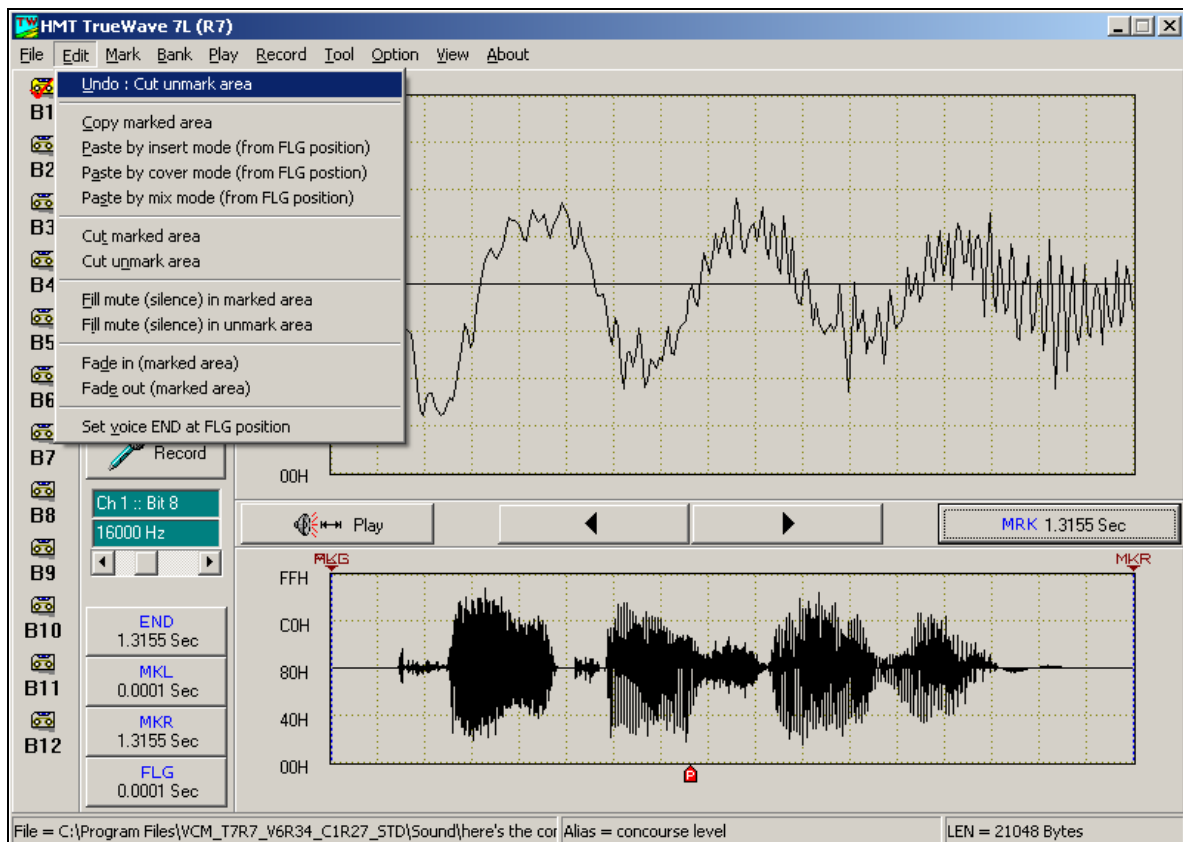 HMT TrueWave 7L (R7)
File Edit Mark Bank Play Record Tool Option View About
Undo : Cut unmark area
Copy marked area
Paste by insert mode (from FLG position)
Paste by cover mode (from FLG postion)
Paste by mix mode (from FLG position)
Cut marked area
Cut unmark area
Fill mute (silence) in marked area
Fill mute (silence) in unmark area
Fade in (marked area)
Fade out (marked area)
Set voice END at FLG position
B1
B2
B3
B4
B5
B6
B7
B8
B9
B10
B11
B12
Record
Ch 1 :: Bit 8
16000 Hz
END
1.3155 Sec
MKL
0.0001 Sec
MKR
1.3155 Sec
FLG
0.0001 Sec
00H
Play
MRK 1.3155 Sec
MKR
FFH
C0H
80H
40H
00H
P
File = C:\Program Files\VCM_T7R7_V6R34_C1R27_STD\Sound\here's the cor
Alias = concourse level
LEN = 21048 Bytes